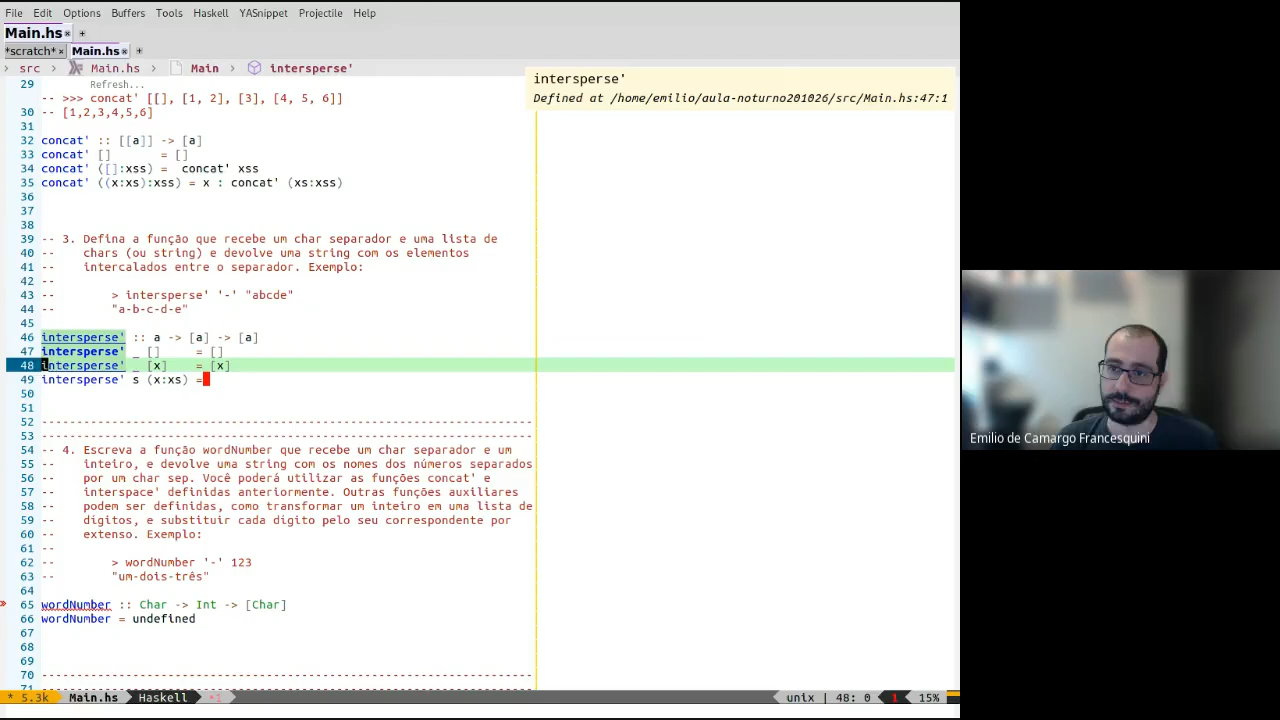 File Edit Options Buffers Tools Haskell YASnippet Projectile Help
Main.hs × +
*scratch* × Main.hs × +
› src › Main.hs › Main › intersperse'
29 Refresh...
-- >>> concat' [[], [1, 2], [3], [4, 5, 6]]
30 -- [1,2,3,4,5,6]
31
32 concat' :: [[a]] -> [a]
33 concat' [] = []
34 concat' ([]:xss) = concat' xss
35 concat' ((x:xs):xss) = x : concat' (xs:xss)
36
37
38
39 -- 3. Defina a função que recebe um char separador e uma lista de
40 -- chars (ou string) e devolve uma string com os elementos
41 -- intercalados entre o separador. Exemplo:
42 --
43 -- > intersperse' '-' "abcde"
44 -- "a-b-c-d-e"
45
46 intersperse' :: a -> [a] -> [a]
47 intersperse' _ [] = []
48 intersperse' _ [x] = [x]
49 intersperse' s (x:xs) =
50
51
52 ----------------------------------------------------------------------
53 ----------------------------------------------------------------------
54 -- 4. Escreva a função wordNumber que recebe um char separador e um
55 -- inteiro, e devolve uma string com os nomes dos números separados
56 -- por um char sep. Você poderá utilizar as funções concat' e
57 -- interspace' definidas anteriormente. Outras funções auxiliares
58 -- podem ser definidas, como transformar um inteiro em uma lista de
59 -- dígitos, e substituir cada dígito pelo seu correspondente por
60 -- extenso. Exemplo:
61 --
62 -- > wordNumber '-' 123
63 -- "um-dois-três"
64
65 wordNumber :: Char -> Int -> [Char]
66 wordNumber = undefined
67
68
69
70 ----------------------------------------------------------------------
71 ----------------------------------------------------------------------
intersperse'
Defined at /home/emilio/aula-noturno201026/src/Main.hs:47:1
Emilio de Camargo Francesquini
* 5.3k Main.hs Haskell •1 unix | 48: 0 1 15%